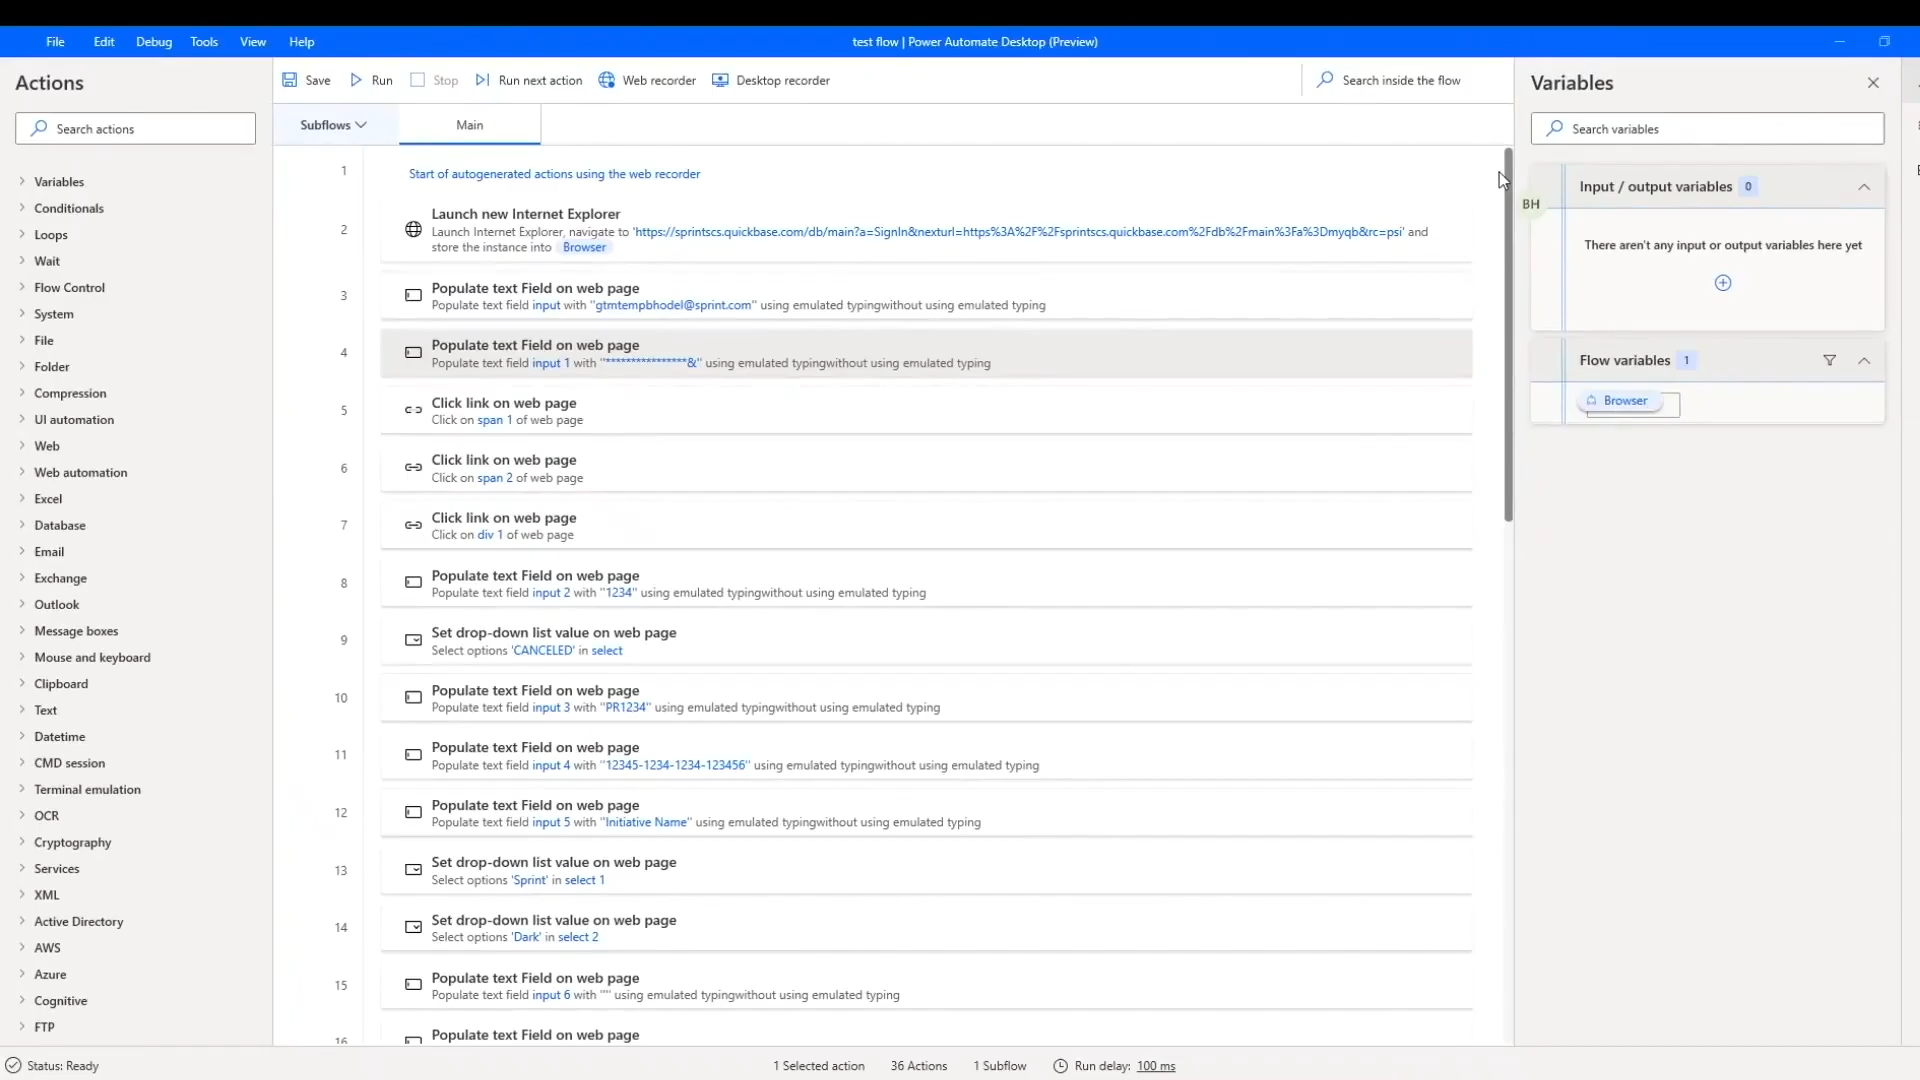 File Edit Debug Tools View Help
test flow | Power Automate Desktop (Preview)
Actions
Search actions
Variables
Conditionals
Loops
Wait
Flow Control
System
File
Folder
Compression
UI automation
Web
Web automation
Excel
Database
Email
Exchange
Outlook
Message boxes
Mouse and keyboard
Clipboard
Text
Datetime
CMD session
Terminal emulation
OCR
Cryptography
Services
XML
Active Directory
AWS
Azure
Cognitive
FTP
Save Run Stop Run next action Web recorder Desktop recorder
Search inside the flow
Subflows Main
1 Start of autogenerated actions using the web recorder
Launch new Internet Explorer
2 Launch Internet Explorer, navigate to 'https://sprintscs.quickbase.com/db/main?a=SignIn&nexturl=https%3A%2F%2Fsprintscs.quickbase.com%2Fdb%2Fmain%3Fa%3Dmyqb&rc=psi' and
store the instance into Browser
3 Populate text Field on web page
Populate text field input with "gtmtempbhodel@sprint.com" using emulated typingwithout using emulated typing
4 Populate text Field on web page
Populate text field input 1 with "****************&" using emulated typingwithout using emulated typing
5 Click link on web page
Click on span 1 of web page
6 Click link on web page
Click on span 2 of web page
7 Click link on web page
Click on div 1 of web page
8 Populate text Field on web page
Populate text field input 2 with "1234" using emulated typingwithout using emulated typing
9 Set drop-down list value on web page
Select options 'CANCELED' in select
10 Populate text Field on web page
Populate text field input 3 with "PR1234" using emulated typingwithout using emulated typing
11 Populate text Field on web page
Populate text field input 4 with "12345-1234-1234-123456" using emulated typingwithout using emulated typing
12 Populate text Field on web page
Populate text field input 5 with "Initiative Name" using emulated typingwithout using emulated typing
13 Set drop-down list value on web page
Select options 'Sprint' in select 1
14 Set drop-down list value on web page
Select options 'Dark' in select 2
15 Populate text Field on web page
Populate text field input 6 with "" using emulated typingwithout using emulated typing
16 Populate text Field on web page
Variables
Search variables
Input / output variables 0
BH
There aren't any input or output variables here yet
Flow variables 1
Browser
Status: Ready
1 Selected action 36 Actions 1 Subflow Run delay: 100 ms